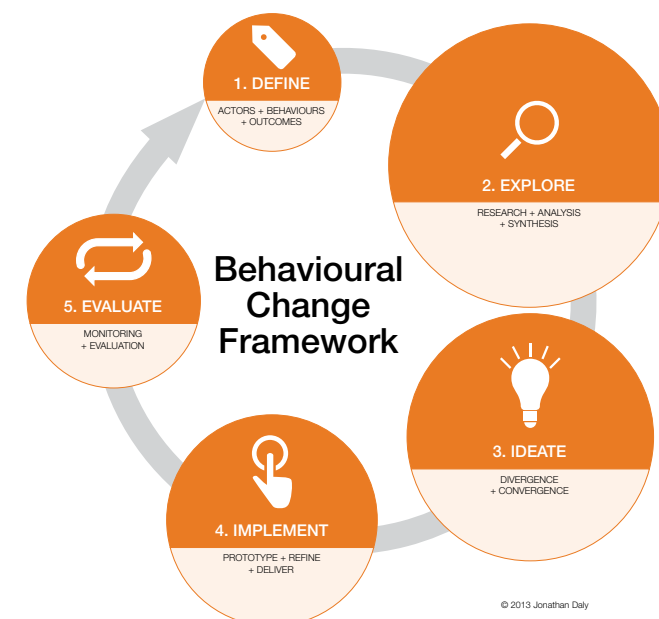 1. DEFINE
ACTORS + BEHAVIOURS
+ OUTCOMES
2. EXPLORE
RESEARCH + ANALYSIS
+ SYNTHESIS
Behavioural
Change
Framework
5. EVALUATE
MONITORING
+ EVALUATION
3. IDEATE
DIVERGENCE
+ CONVERGENCE
4. IMPLEMENT
PROTOTYPE + REFINE
+ DELIVER
© 2013 Jonathan Daly